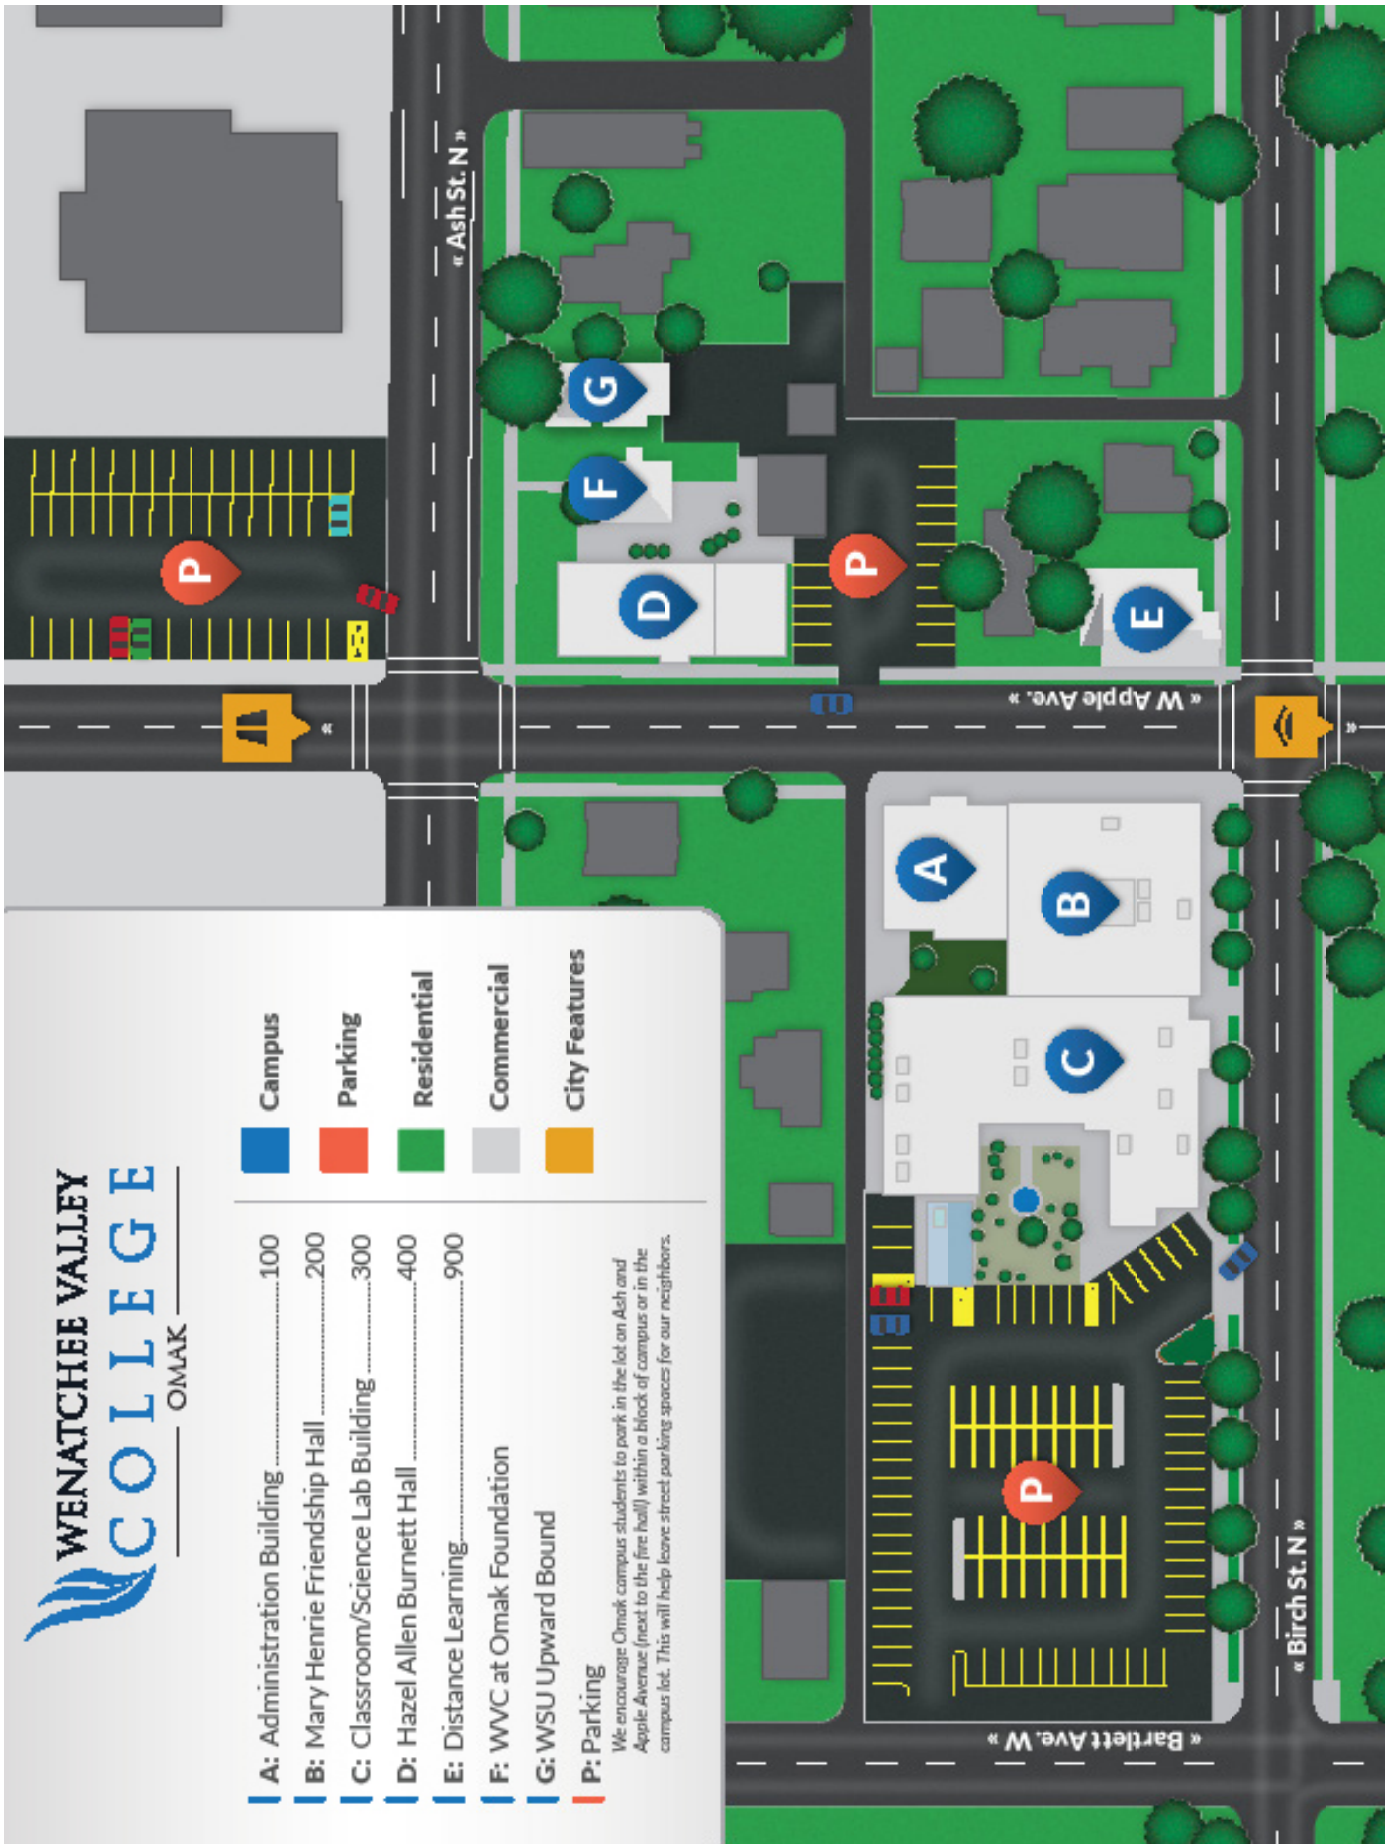 WENATCHEE VALLEY
COLLEGE
OMAK
A: Administration Building 100
B: Mary Henrie Friendship Hall 200
C: Classroom/Science Lab Building 300
D: Hazel Allen Burnett Hall 400
E: Distance Learning 900
F: WVC at Omak Foundation
G: WSU Upward Bound
P: Parking
We encourage Omak campus students to park in the lot on Ash and
Apple Avenue (next to the fire hall) within a block of campus or in the
campus lot. This will help leave street parking spaces for our neighbors.
Campus
Parking
Residential
Commercial
City Features
« Ash St. N »
« W Apple Ave. »
« Birch St. N »
« Bartlett Ave. W »
P
G
F
D
P
E
A
B
C
P
»
»